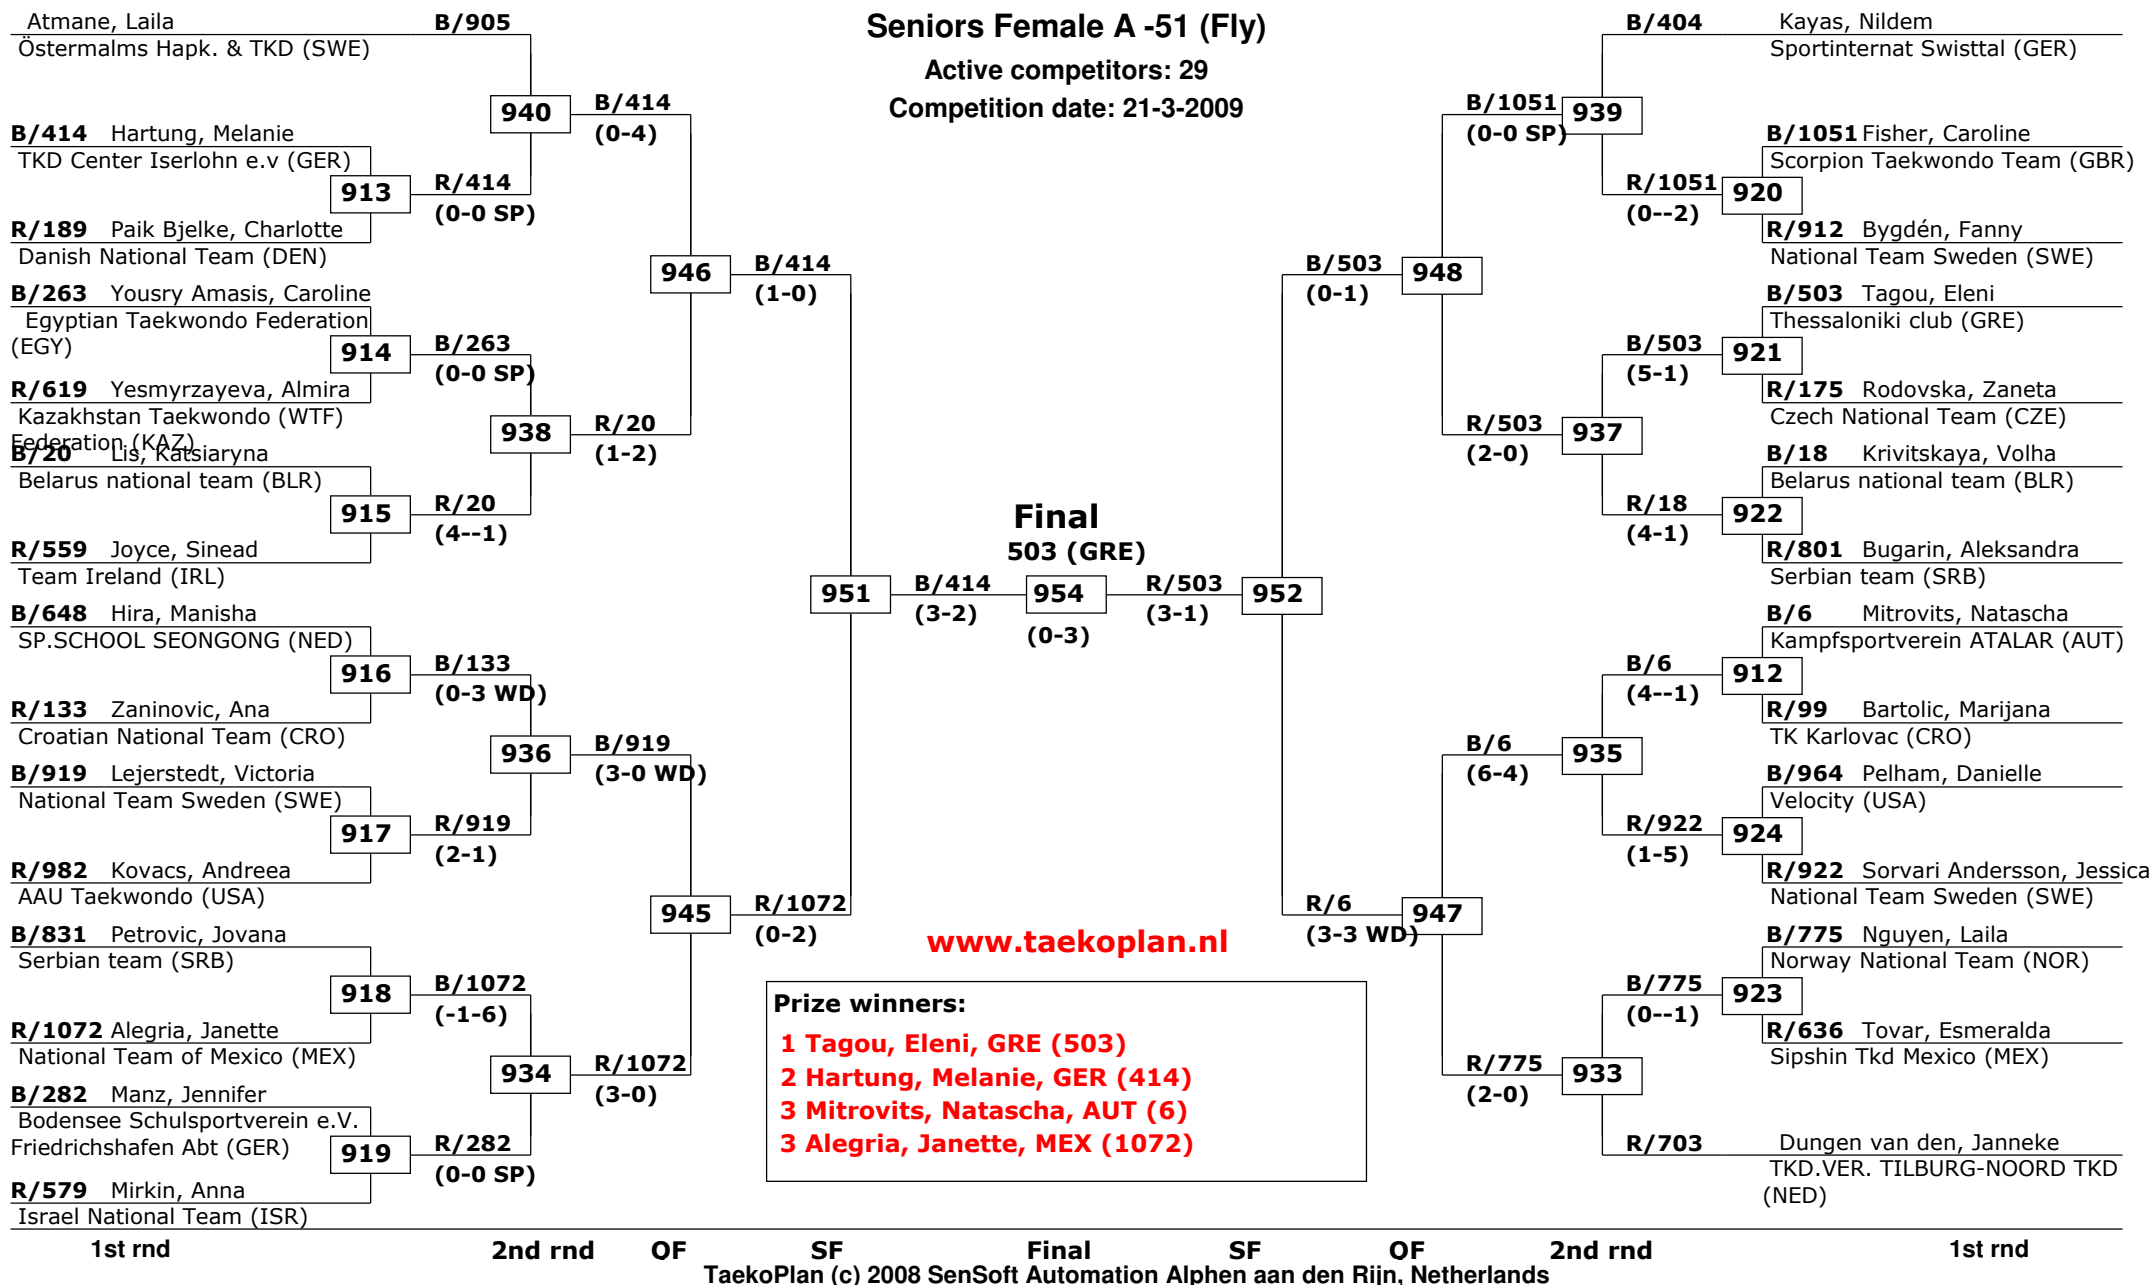 Seniors Female A -51 (Fly)
Active competitors: 29
Competition date: 21-3-2009
Atmane, Laila
Östermalms Hapk. & TKD (SWE)
B/905
B/414 Hartung, Melanie
TKD Center Iserlohn e.v (GER)
913
R/414
(0-0 SP)
R/189 Paik Bjelke, Charlotte
Danish National Team (DEN)
940
B/414
(0-4)
B/263 Yousry Amasis, Caroline
Egyptian Taekwondo Federation
(EGY)
914
B/263
(0-0 SP)
R/619 Yesmyrzayeva, Almira
Kazakhstan Taekwondo (WTF)
Federation (KAZ)
938
R/20
(1-2)
B/20 Lis, Katsiaryna
Belarus national team (BLR)
915
R/20
(4--1)
R/559 Joyce, Sinead
Team Ireland (IRL)
946
B/414
(1-0)
B/648 Hira, Manisha
SP.SCHOOL SEONGONG (NED)
916
B/133
(0-3 WD)
R/133 Zaninovic, Ana
Croatian National Team (CRO)
936
B/919
(3-0 WD)
B/919 Lejerstedt, Victoria
National Team Sweden (SWE)
917
R/919
(2-1)
R/982 Kovacs, Andreea
AAU Taekwondo (USA)
945
R/1072
(0-2)
B/831 Petrovic, Jovana
Serbian team (SRB)
918
B/1072
(-1-6)
R/1072 Alegria, Janette
National Team of Mexico (MEX)
934
R/1072
(3-0)
B/282 Manz, Jennifer
Bodensee Schulsportverein e.V.
Friedrichshafen Abt (GER)
919
R/282
(0-0 SP)
R/579 Mirkin, Anna
Israel National Team (ISR)
951
B/414
(3-2)
Final
503 (GRE)
954
(0-3)
R/503
(3-1)
952
B/404
Kayas, Nildem
Sportinternat Swisttal (GER)
B/1051
(0-0 SP)
939
B/1051 Fisher, Caroline
Scorpion Taekwondo Team (GBR)
R/1051
(0--2)
920
R/912 Bygdén, Fanny
National Team Sweden (SWE)
B/503
(0-1)
948
B/503 Tagou, Eleni
Thessaloniki club (GRE)
B/503
(5-1)
921
R/175 Rodovska, Zaneta
Czech National Team (CZE)
R/503
(2-0)
937
B/18 Krivitskaya, Volha
Belarus national team (BLR)
R/18
(4-1)
922
R/801 Bugarin, Aleksandra
Serbian team (SRB)
B/6 Mitrovits, Natascha
Kampfsportverein ATALAR (AUT)
B/6
(4--1)
912
R/99 Bartolic, Marijana
TK Karlovac (CRO)
B/6
(6-4)
935
B/964 Pelham, Danielle
Velocity (USA)
R/922
(1-5)
924
R/922 Sorvari Andersson, Jessica
National Team Sweden (SWE)
R/6
(3-3 WD)
947
B/775 Nguyen, Laila
Norway National Team (NOR)
B/775
(0--1)
923
R/636 Tovar, Esmeralda
Sipshin Tkd Mexico (MEX)
R/775
(2-0)
933
R/703
Dungen van den, Janneke
TKD.VER. TILBURG-NOORD TKD
(NED)
www.taekoplan.nl
Prize winners:
1 Tagou, Eleni, GRE (503)
2 Hartung, Melanie, GER (414)
3 Mitrovits, Natascha, AUT (6)
3 Alegria, Janette, MEX (1072)
1st rnd 2nd rnd QF SF Final SF QF 2nd rnd 1st rnd
TaekoPlan (c) 2008 SenSoft Automation Alphen aan den Rijn, Netherlands